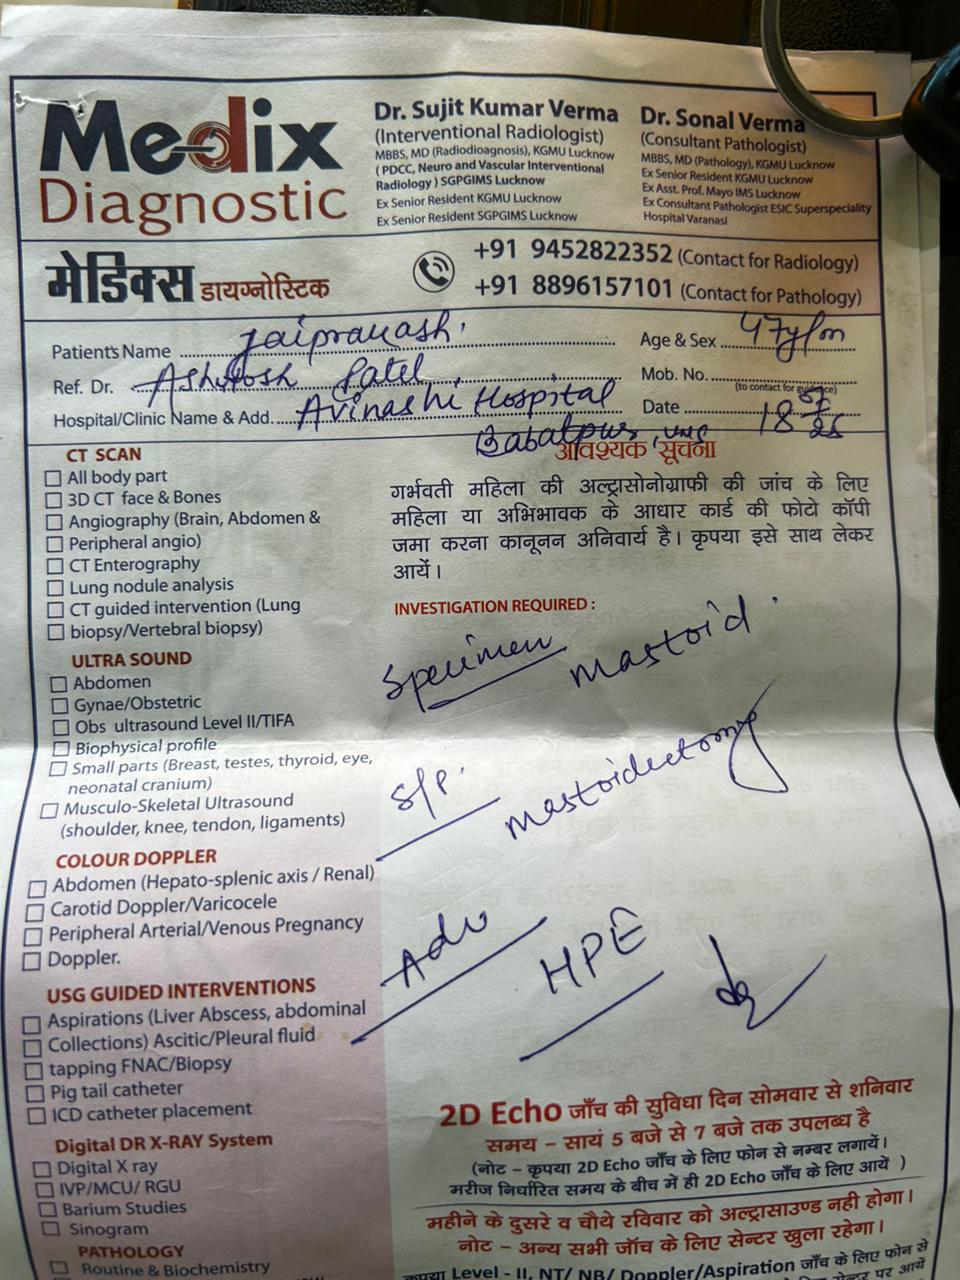 Medix
Diagnostic
Dr. Sujit Kumar Verma
(Interventional Radiologist)
MBBS, MD (Radiodiagnosis), KGMU Lucknow
( PDCC, Neuro and Vascular Interventional
Radiology ) SGPGIMS Lucknow
Ex Senior Resident KGMU Lucknow
Ex Senior Resident SGPGIMS Lucknow
Dr. Sonal Verma
(Consultant Pathologist)
MBBS, MD (Pathology), KGMU Lucknow
Ex Senior Resident KGMU Lucknow
Ex Asst. Prof. Mayo IMS Lucknow
Ex Consultant Pathologist ESIC Superspeciality
Hospital Varanasi
मेडिक्स डायग्नोस्टिक
+91 9452822352 (Contact for Radiology)
+91 8896157101 (Contact for Pathology)
Patient's Name Jaiprakash
Age & Sex 47y/m
Ref. Dr. Ashutosh Patel
Mob. No.
(to contact for guidance)
Hospital/Clinic Name & Add. Avinashi Hospital
Babatpur, VNS
Date 18
CT SCAN
All body part
3D CT face & Bones
Angiography (Brain, Abdomen &
Peripheral angio)
CT Enterography
Lung nodule analysis
CT guided intervention (Lung
biopsy/Vertebral biopsy)
ULTRA SOUND
Abdomen
Gynae/Obstetric
Obs ultrasound Level II/TIFA
Biophysical profile
Small parts (Breast, testes, thyroid, eye,
neonatal cranium)
Musculo-Skeletal Ultrasound
(shoulder, knee, tendon, ligaments)
COLOUR DOPPLER
Abdomen (Hepato-splenic axis / Renal)
Carotid Doppler/Varicocele
Peripheral Arterial/Venous Pregnancy
Doppler.
USG GUIDED INTERVENTIONS
Aspirations (Liver Abscess, abdominal
Collections) Ascitic/Pleural fluid
tapping FNAC/Biopsy
Pig tail catheter
ICD catheter placement
Digital DR X-RAY System
Digital X ray
IVP/MCU/ RGU
Barium Studies
Sinogram
PATHOLOGY
Routine & Biochemistry
आवश्यक सूचना
गर्भवती महिला की अल्ट्रासोनोग्राफी की जांच के लिए
महिला या अभिभावक के आधार कार्ड की फोटो कॉपी
जमा करना कानूनन अनिवार्य है। कृपया इसे साथ लेकर
आयें।
INVESTIGATION REQUIRED :
Specimen mastoid
S/P. mastoidectomy
Adv HPE
2D Echo जाँच की सुविधा दिन सोमवार से शनिवार
समय – सायं 5 बजे से 7 बजे तक उपलब्ध है
(नोट – कृपया 2D Echo जाँच के लिए फोन से नम्बर लगायें।
मरीज निर्धारित समय के बीच में ही 2D Echo जाँच के लिए आयें )
महीने के दुसरे व चौथे रविवार को अल्ट्रासाउण्ड नही होगा।
नोट – अन्य सभी जाँच के लिए सेन्टर खुला रहेगा।
कृपया Level - II, NT/ NB/ Doppler/Aspiration जाँच के लिए फोन से